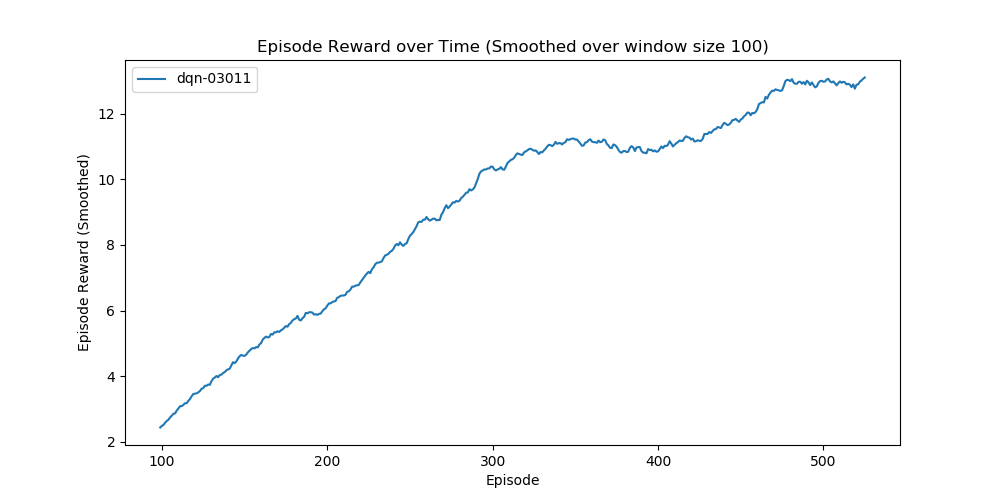 Episode Reward over Time (Smoothed over window size 100)
dqn-03011
Episode Reward (Smoothed)
12
10
8
6
4
2
100 200 300 400 500
Episode